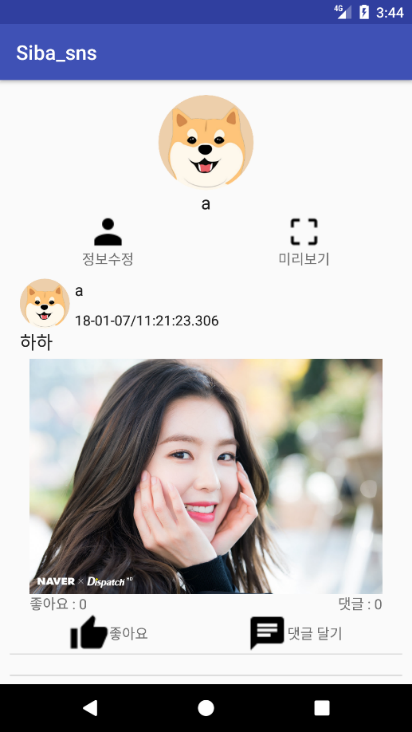 4G 3:44
Siba_sns
a
정보수정 미리보기
a
18-01-07/11:21:23.306
하하
NAVER × Dispatch
좋아요 : 0 댓글 : 0
좋아요 댓글 달기